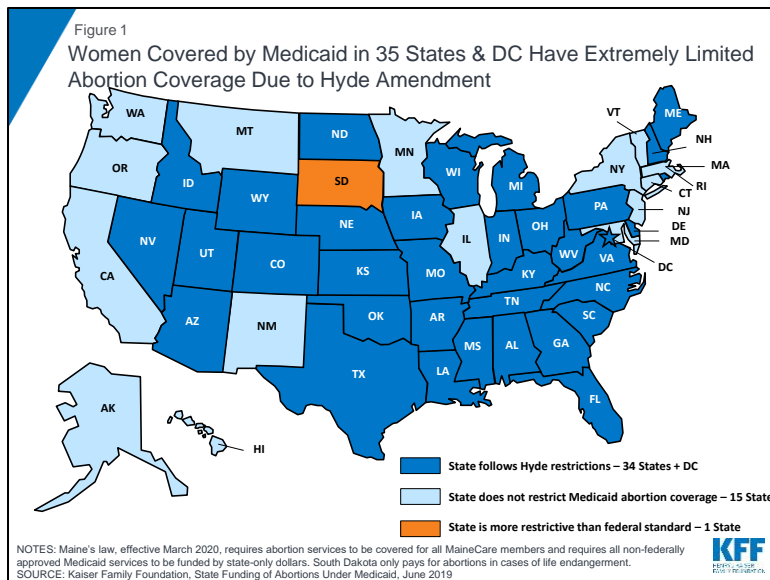 Figure 1
Women Covered by Medicaid in 35 States & DC Have Extremely Limited
Abortion Coverage Due to Hyde Amendment
WA
MT
ND
MN
VT
ME
NH
OR
ID
WY
SD
WI
MI
NY
MA
RI
CT
NV
UT
CO
NE
IA
IL
IN
OH
PA
NJ
DE
MD
DC
CA
KS
MO
KY
WV
VA
AZ
NM
OK
AR
TN
NC
SC
TX
LA
MS
AL
GA
FL
AK
HI
State follows Hyde restrictions – 34 States + DC
State does not restrict Medicaid abortion coverage – 15 State
State is more restrictive than federal standard – 1 State
NOTES: Maine's law, effective March 2020, requires abortion services to be covered for all MaineCare members and requires all non-federally
approved Medicaid services to be funded by state-only dollars. South Dakota only pays for abortions in cases of life endangerment.
SOURCE: Kaiser Family Foundation, State Funding of Abortions Under Medicaid, June 2019
KFF
HENRY J KAISER
FAMILY FOUNDATION